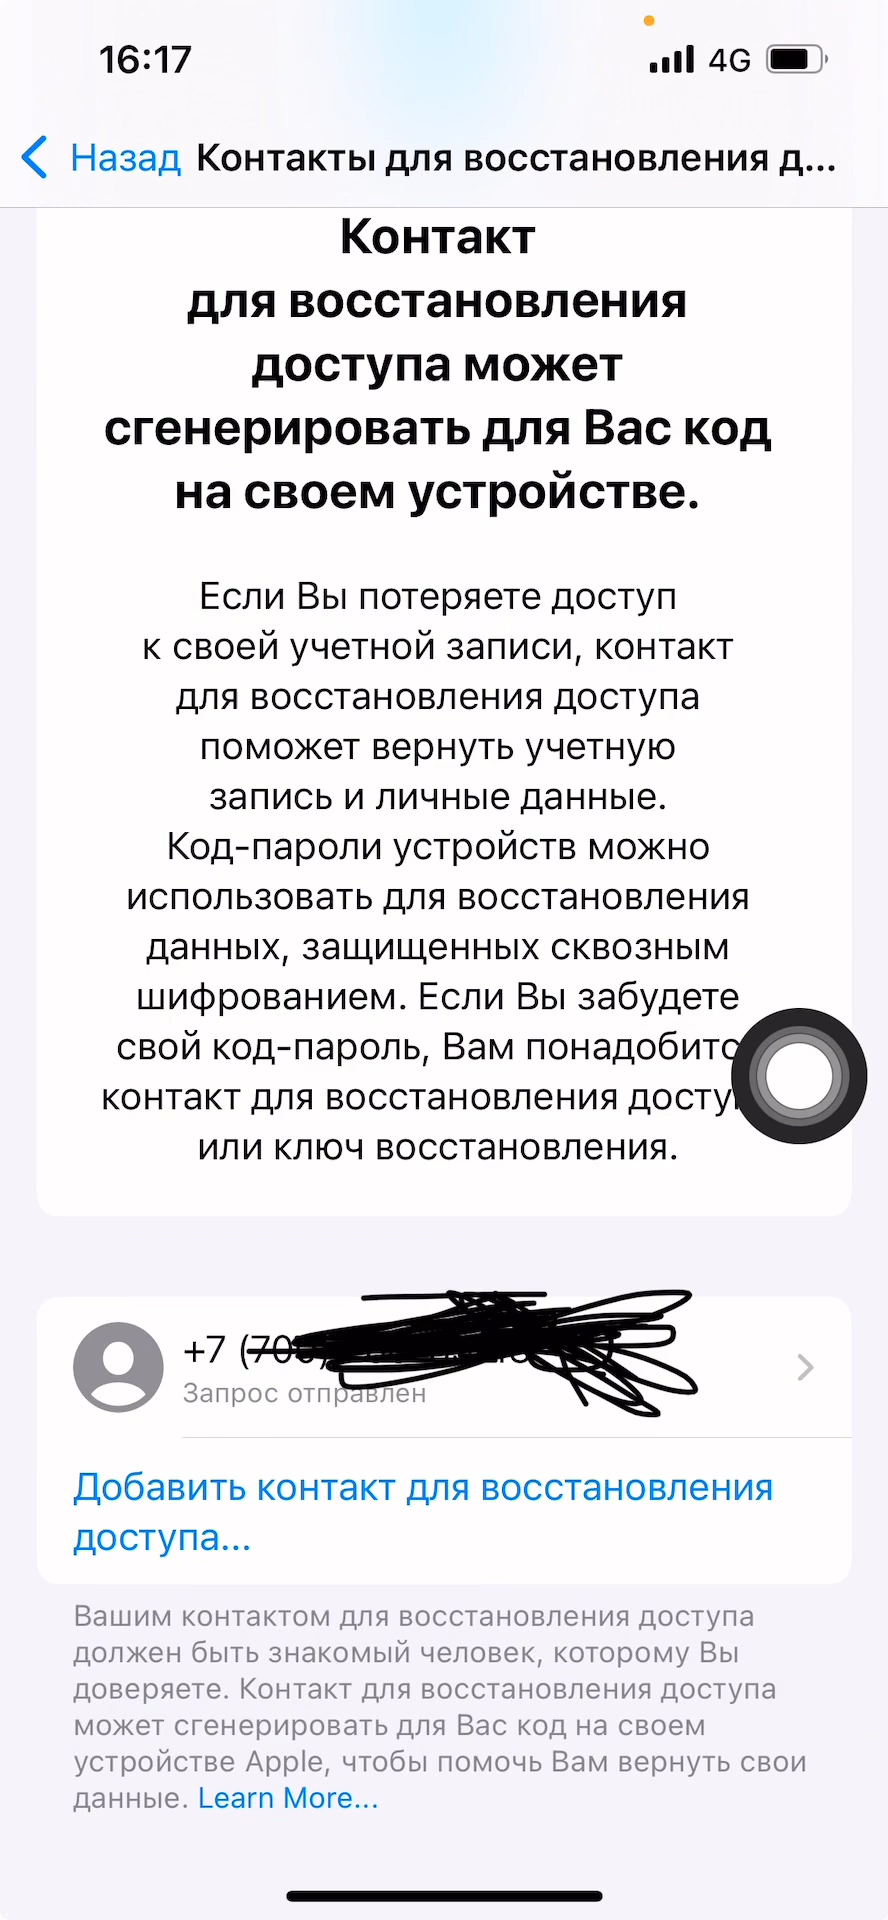 16:17
4G
Назад Контакты для восстановления д...
Контакт
для восстановления
доступа может
сгенерировать для Вас код
на своем устройстве.
Если Вы потеряете доступ
к своей учетной записи, контакт
для восстановления доступа
поможет вернуть учетную
запись и личные данные.
Код-пароли устройств можно
использовать для восстановления
данных, защищенных сквозным
шифрованием. Если Вы забудете
свой код-пароль, Вам понадобитс
контакт для восстановления досту
или ключ восстановления.
+7 (70
Запрос отправлен
Добавить контакт для восстановления
доступа...
Вашим контактом для восстановления доступа
должен быть знакомый человек, которому Вы
доверяете. Контакт для восстановления доступа
может сгенерировать для Вас код на своем
устройстве Apple, чтобы помочь Вам вернуть свои
данные. Learn More...